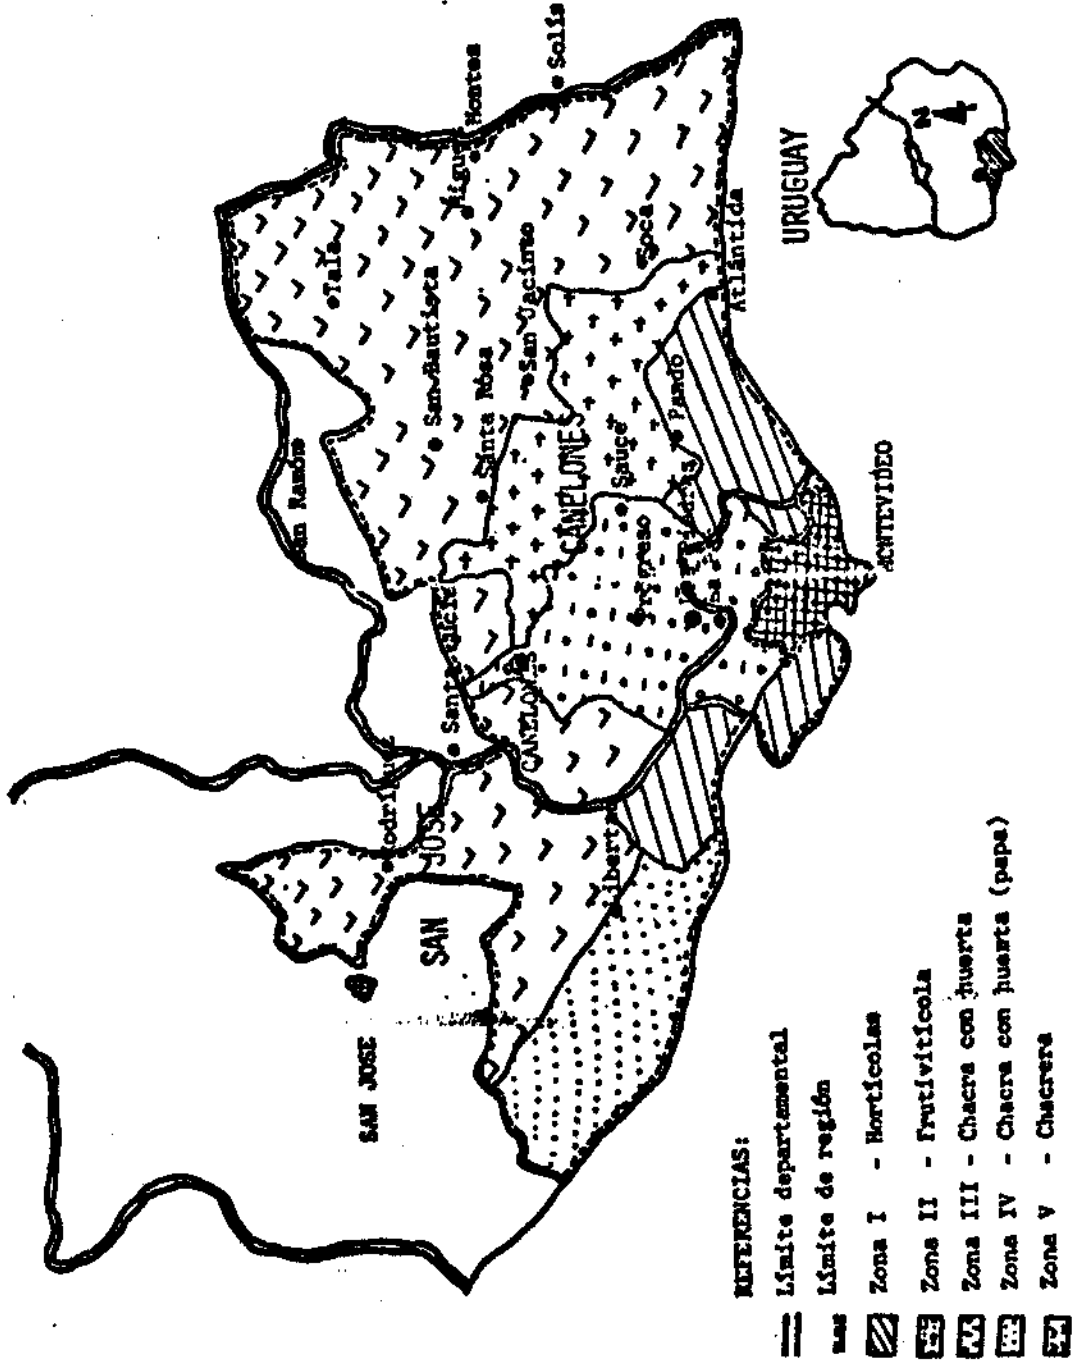 San Ramón
Tala
San Bautista
Santa Rosa
San Jacinto
Montes
Solís
Soca
CANELONES
Sauce
Pando
Progreso
Atlántida
Santa Lucía
CANELONES
Rodríguez
SAN JOSE
SAN JOSE
Libertad
MONTEVIDEO
URUGUAY
N
REFERENCIAS:
Límite departamental
Límite de región
Zona I - Hortícolas
Zona II - Frutivitícola
Zona III - Chacra con huerta
Zona IV - Chacra con huerta (papa)
Zona V - Chacrera